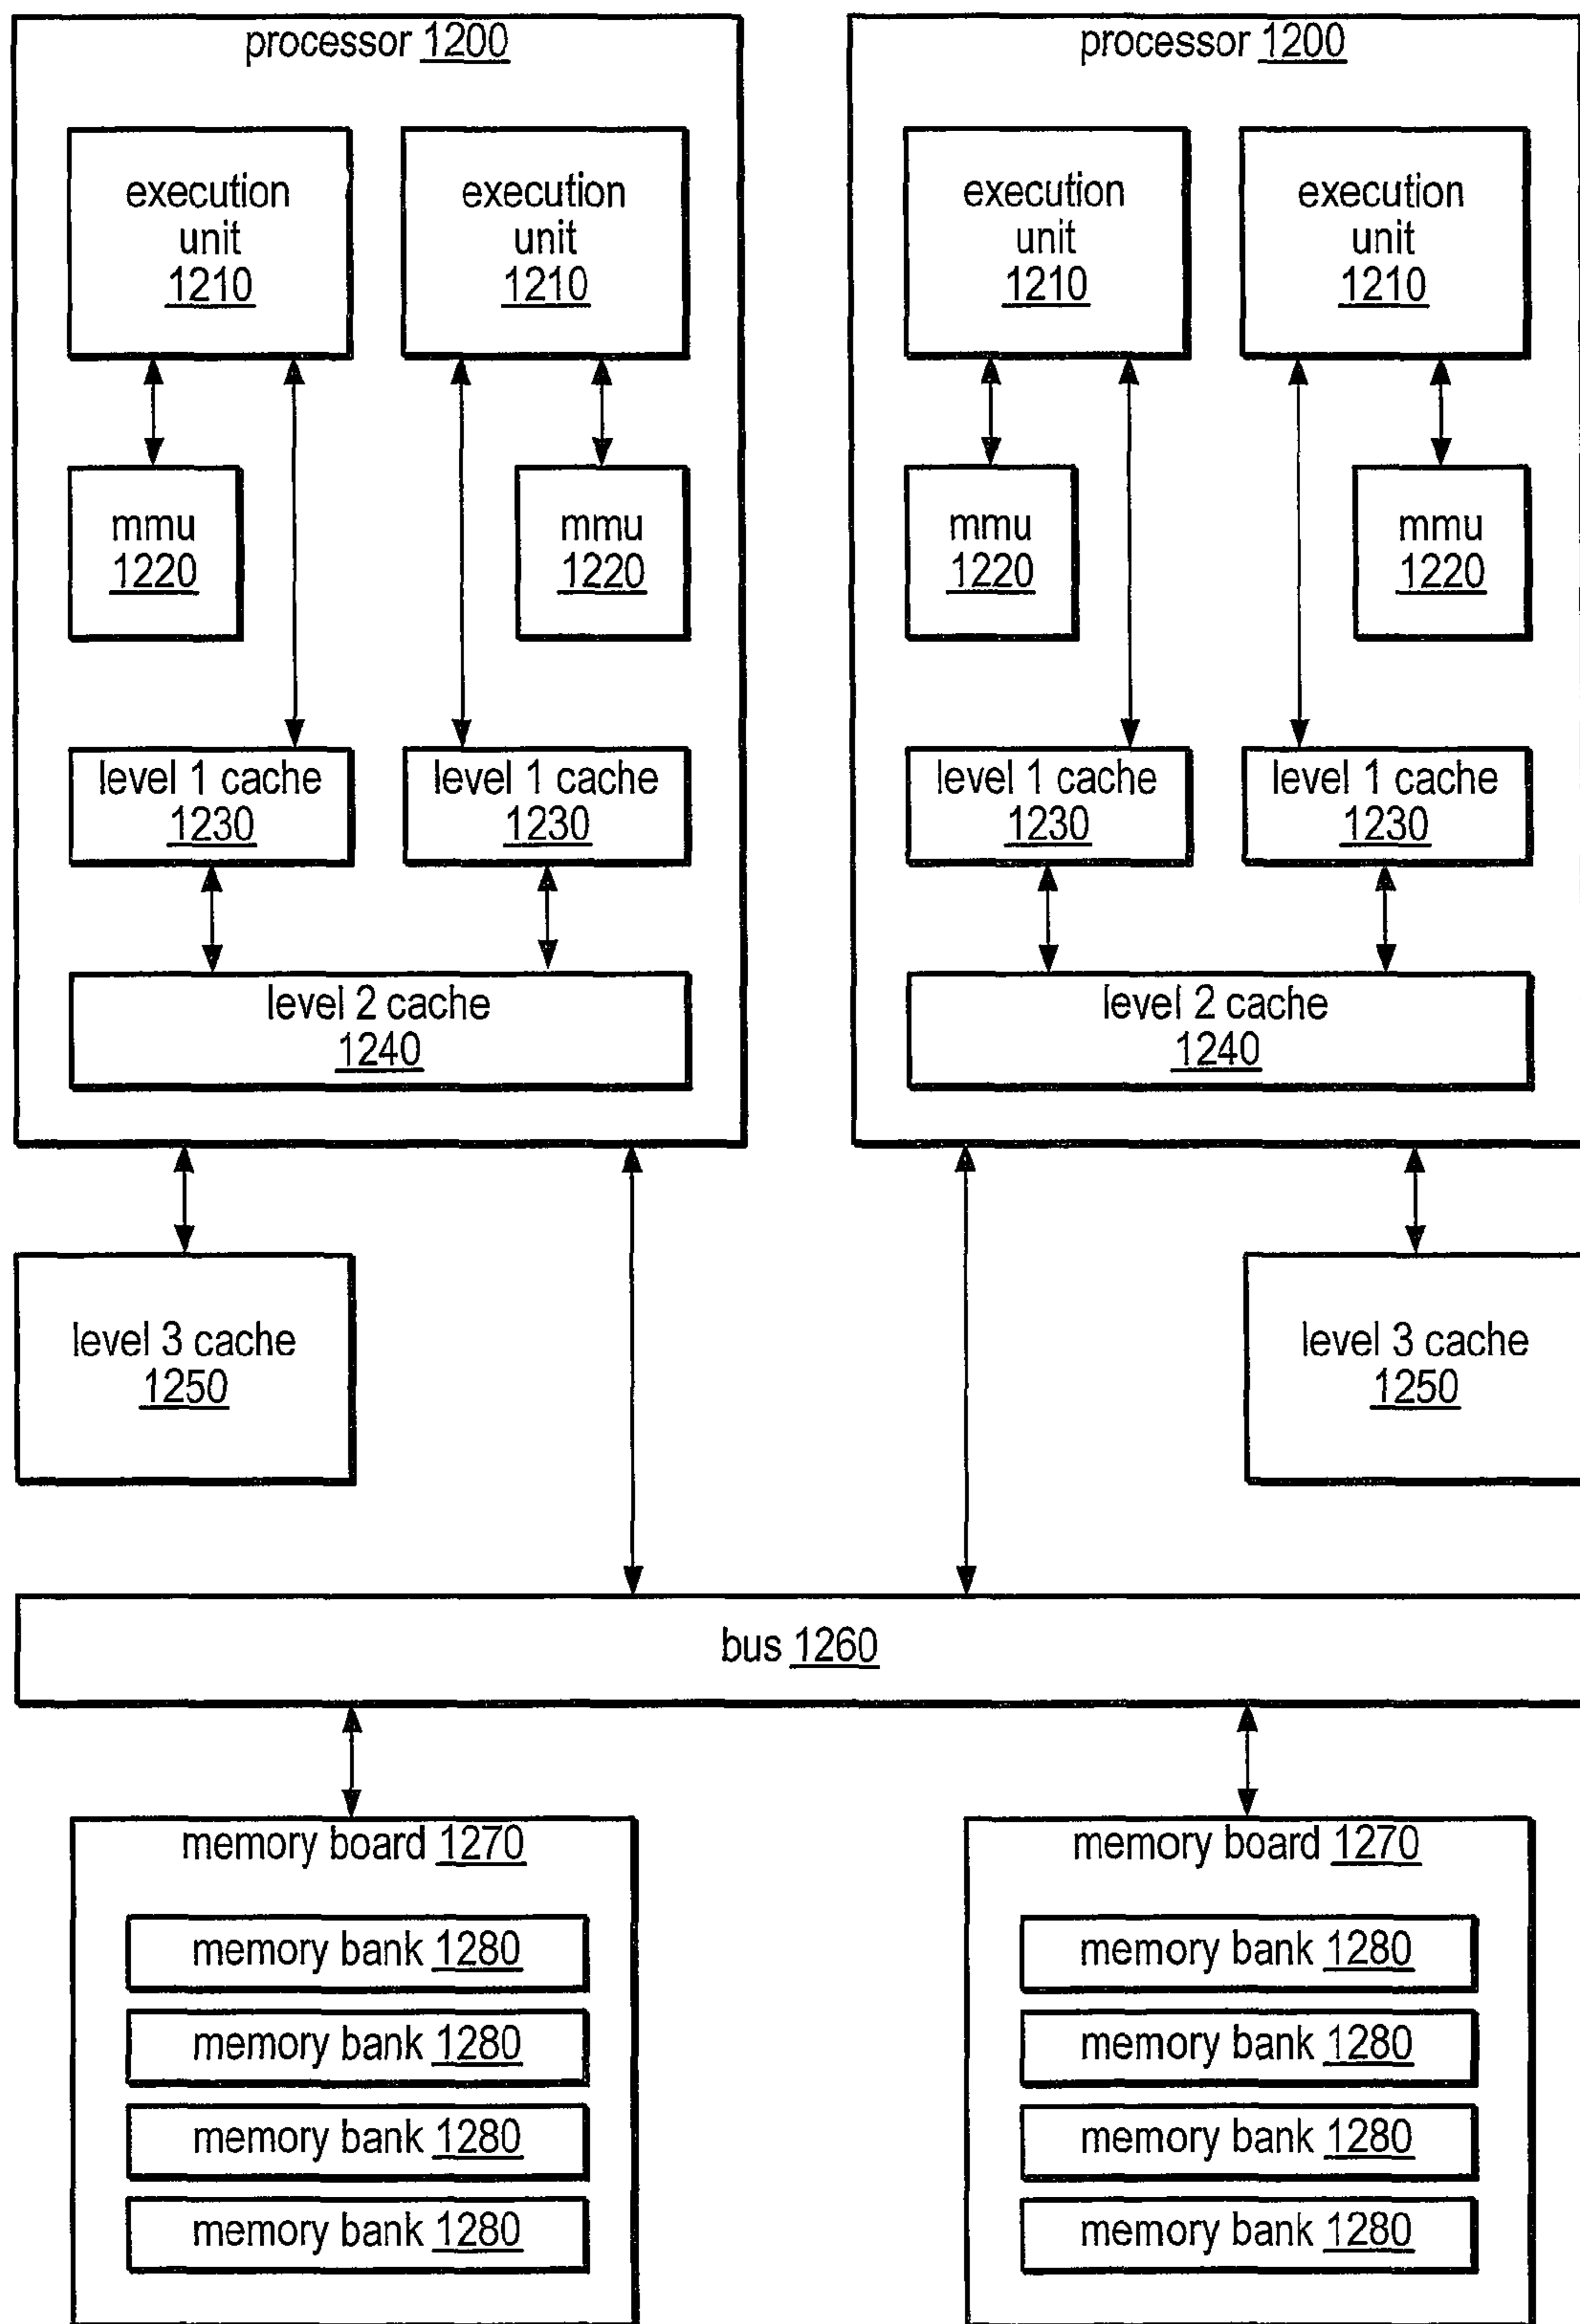 processor 1200
execution
unit
1210
execution
unit
1210
mmu
1220
mmu
1220
level 1 cache
1230
level 1 cache
1230
level 2 cache
1240
processor 1200
execution
unit
1210
execution
unit
1210
mmu
1220
mmu
1220
level 1 cache
1230
level 1 cache
1230
level 2 cache
1240
level 3 cache
1250
level 3 cache
1250
bus 1260
memory board 1270
memory bank 1280
memory bank 1280
memory bank 1280
memory bank 1280
memory board 1270
memory bank 1280
memory bank 1280
memory bank 1280
memory bank 1280